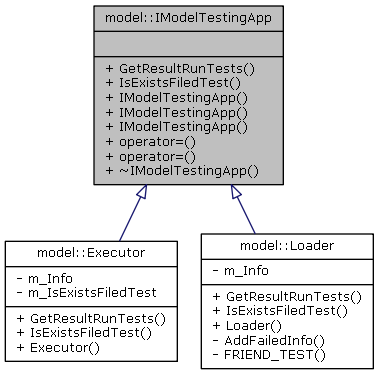 model::IModelTestingApp
+ GetResultRunTests()
+ IsExistsFiledTest()
+ IModelTestingApp()
+ IModelTestingApp()
+ IModelTestingApp()
+ operator=()
+ operator=()
+ ~IModelTestingApp()
model::Executor
- m_Info
- m_IsExistsFiledTest
+ GetResultRunTests()
+ IsExistsFiledTest()
+ Executor()
model::Loader
- m_Info
+ GetResultRunTests()
+ IsExistsFiledTest()
+ Loader()
- AddFailedInfo()
- FRIEND_TEST()